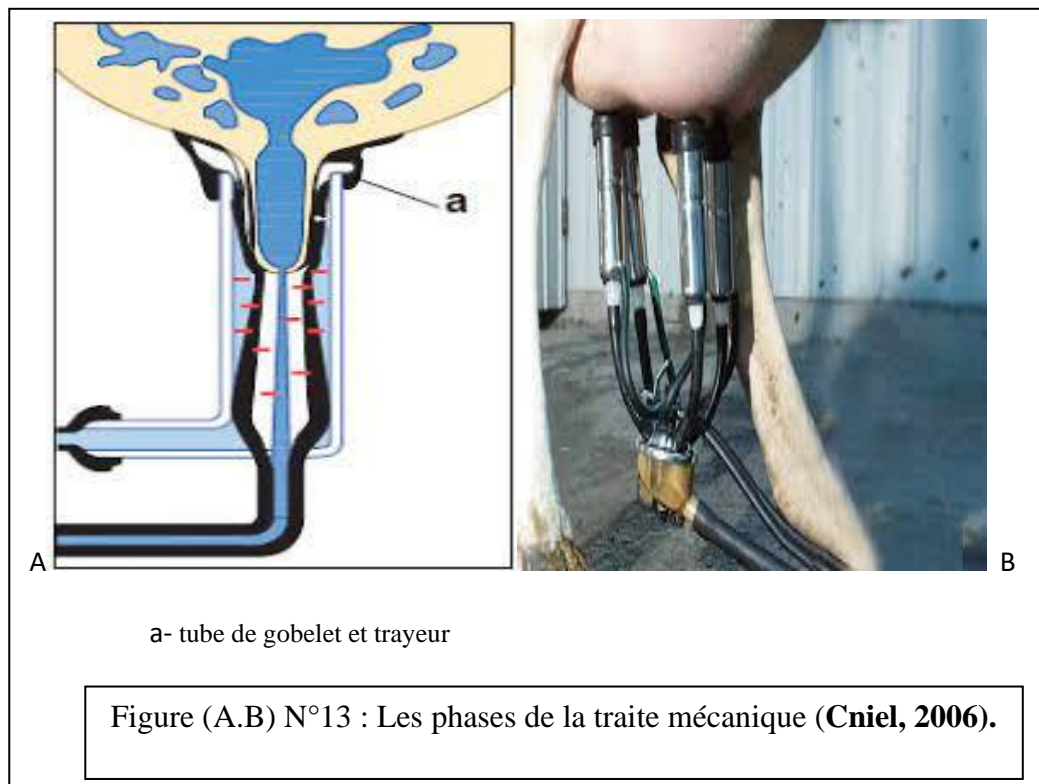 a
A
B
a- tube de gobelet et trayeur
Figure (A.B) N°13 : Les phases de la traite mécanique (Cniel, 2006).